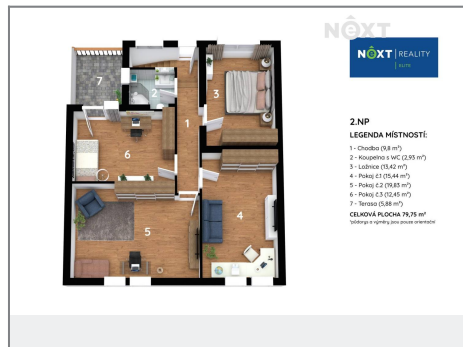 NEXT
REALITY
NEXT REALITY
ELITE
2.NP
LEGENDA MÍSTNOSTÍ:
1 - Chodba (9,8 m²)
2 - Koupelna s WC (2,93 m²)
3 - Ložnice (13,42 m²)
4 - Pokoj č.1 (15,44 m²)
5 - Pokoj č.2 (19,83 m²)
6 - Pokoj č.3 (12,45 m²)
7 - Terasa (5,88 m²)
CELKOVÁ PLOCHA 79,75 m²
*půdorys a výměry jsou pouze orientační
7
2
1
3
6
4
5